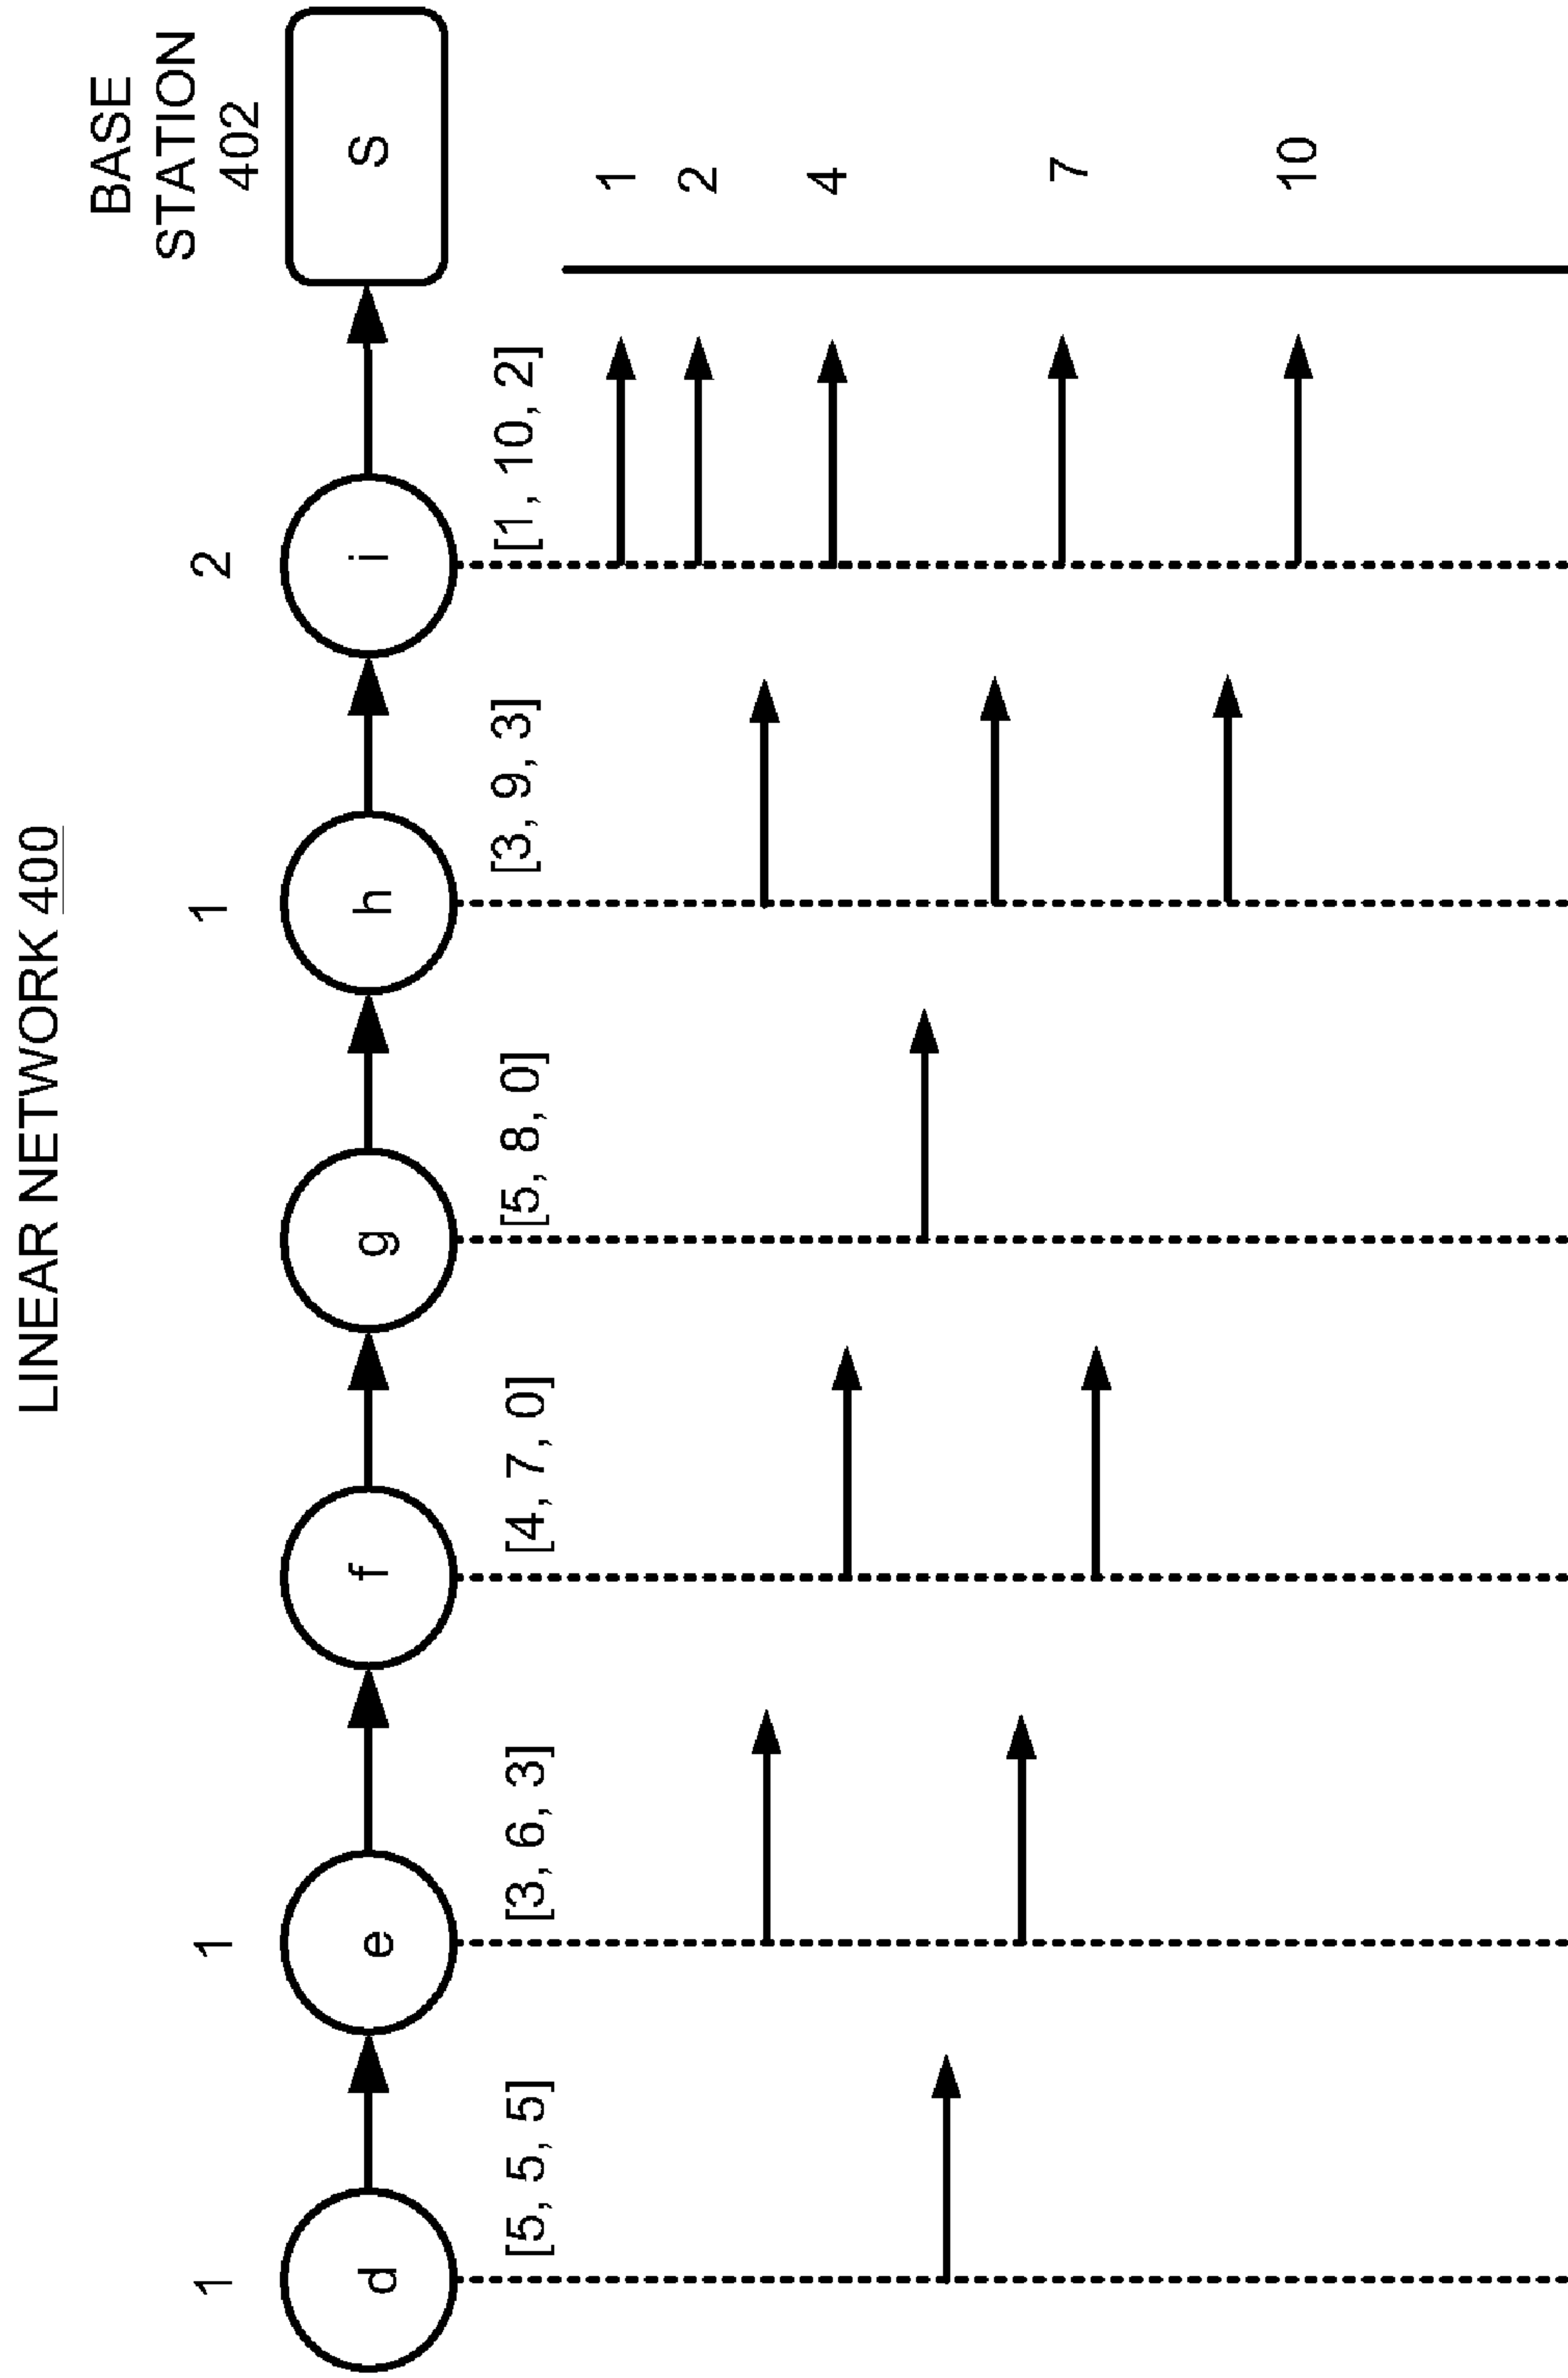 LINEAR NETWORK 400
BASE
STATION
402
1
1
1
2
d
e
f
g
h
i
S
[5, 5, 5]
[3, 6, 3]
[4, 7, 0]
[5, 8, 0]
[3, 9, 3]
[1, 10, 2]
1
2
4
7
10